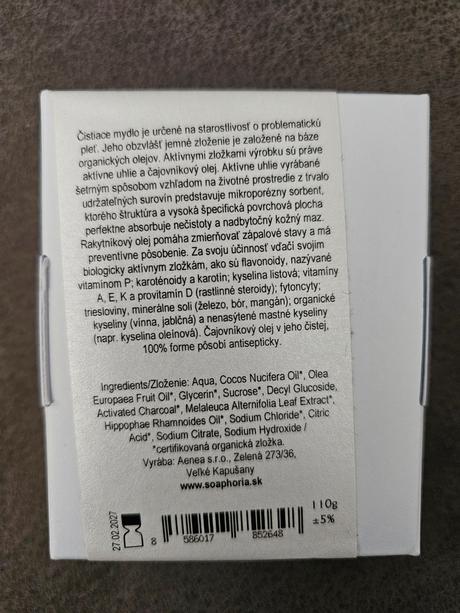 Čistiace mydlo je určené na starostlivosť o problematickú
pleť. Jeho obzvlášť jemné zloženie je založené na báze
organických olejov. Aktívnymi zložkami výrobku sú práve
aktívne uhlie a čajovníkový olej. Aktívne uhlie vyrábané
šetrným spôsobom vzhľadom na životné prostredie z trvalo
udržateľných surovín predstavuje mikroporézny sorbent,
ktorého štruktúra a vysoká špecifická povrchová plocha
perfektne absorbuje nečistoty a nadbytočný kožný maz.
Rakytníkový olej pomáha zmierňovať zápalové stavy a má
preventívne pôsobenie. Za svoju účinnosť vďačí svojim
biologicky aktívnym zložkám, ako sú flavonoidy, nazývané
vitamínom P; karoténoidy a karotín; kyselina listová; vitamíny
A, E, K a provitamín D (rastlinné steroidy); fytoncyty;
triesloviny, minerálne soli (železo, bór, mangán); organické
kyseliny (vínna, jablčná) a nenasýtené mastné kyseliny
(napr. kyselina oleínová). Čajovníkový olej v jeho čistej,
100% forme pôsobí antisepticky.
Ingredients/Zloženie: Aqua, Cocos Nucifera Oil*, Olea
Europaea Fruit Oil*, Glycerin*, Sucrose*, Decyl Glucoside,
Activated Charcoal*, Melaleuca Alternifolia Leaf Extract*,
Hippophae Rhamnoides Oil*, Sodium Chloride*, Citric
Acid*, Sodium Citrate, Sodium Hydroxide /
*certifikovaná organická zložka.
Vyrába: Aenea s.r.o., Zelená 273/36,
Veľké Kapušany
www.soaphoria.sk
27.02.2027
8 586017 852648
110g
±5%